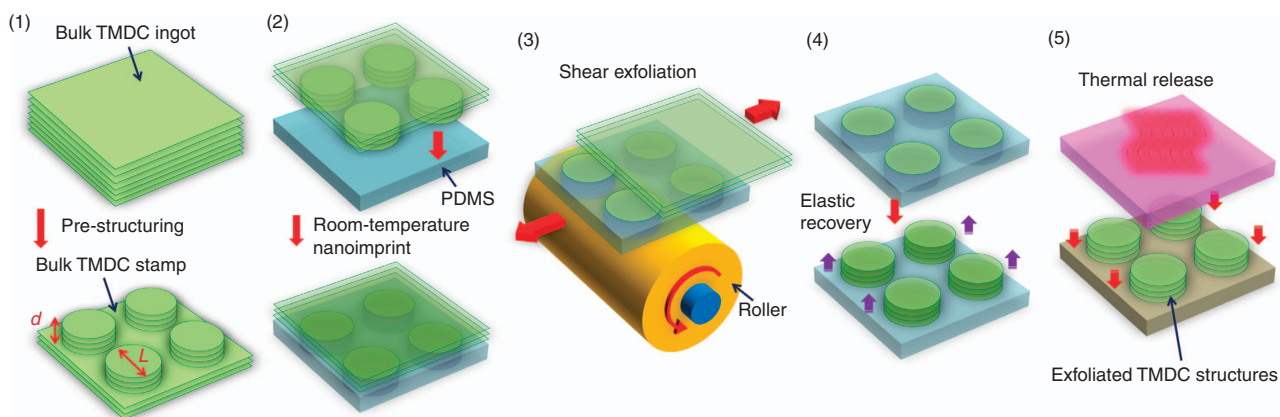 (1)
Bulk TMDC ingot
Pre-structuring
Bulk TMDC stamp
d
L
(2)
PDMS
Room-temperature
nanoimprint
(3)
Shear exfoliation
Roller
(4)
Elastic
recovery
(5)
Thermal release
Exfoliated TMDC structures